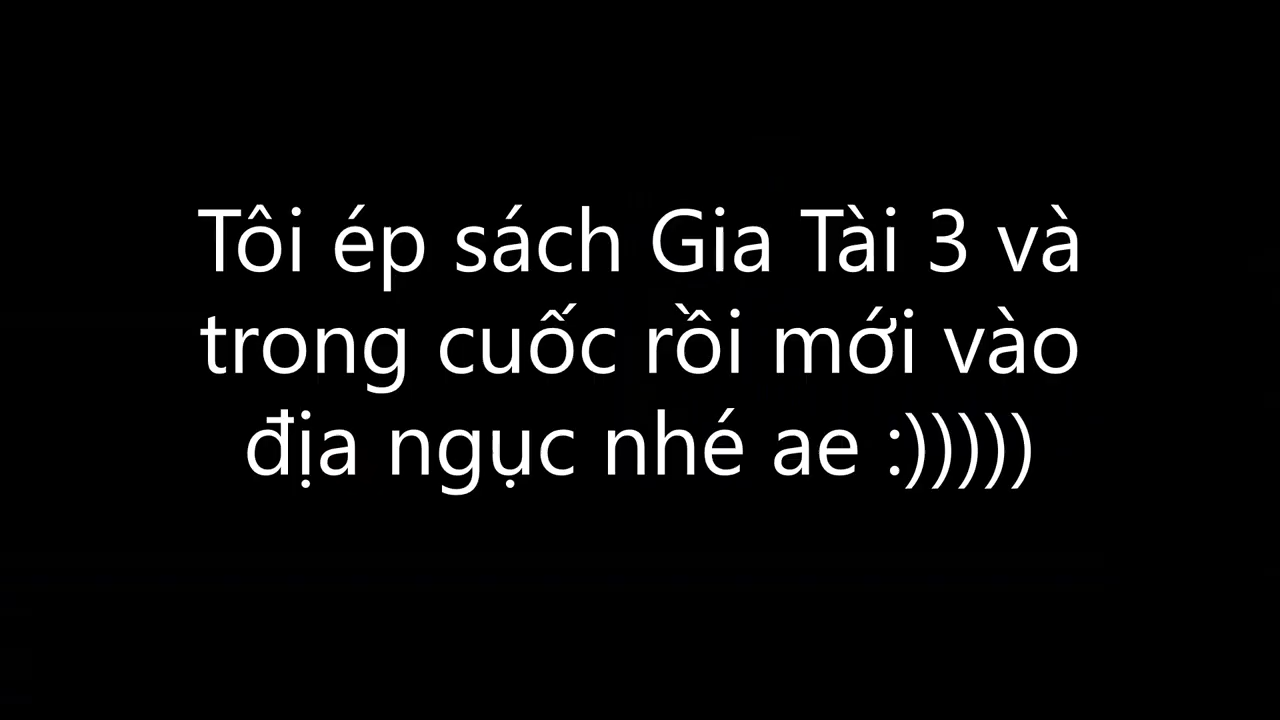 Tôi ép sách Gia Tài 3 và
trong cuốc rồi mới vào
địa ngục nhé ae :)))))